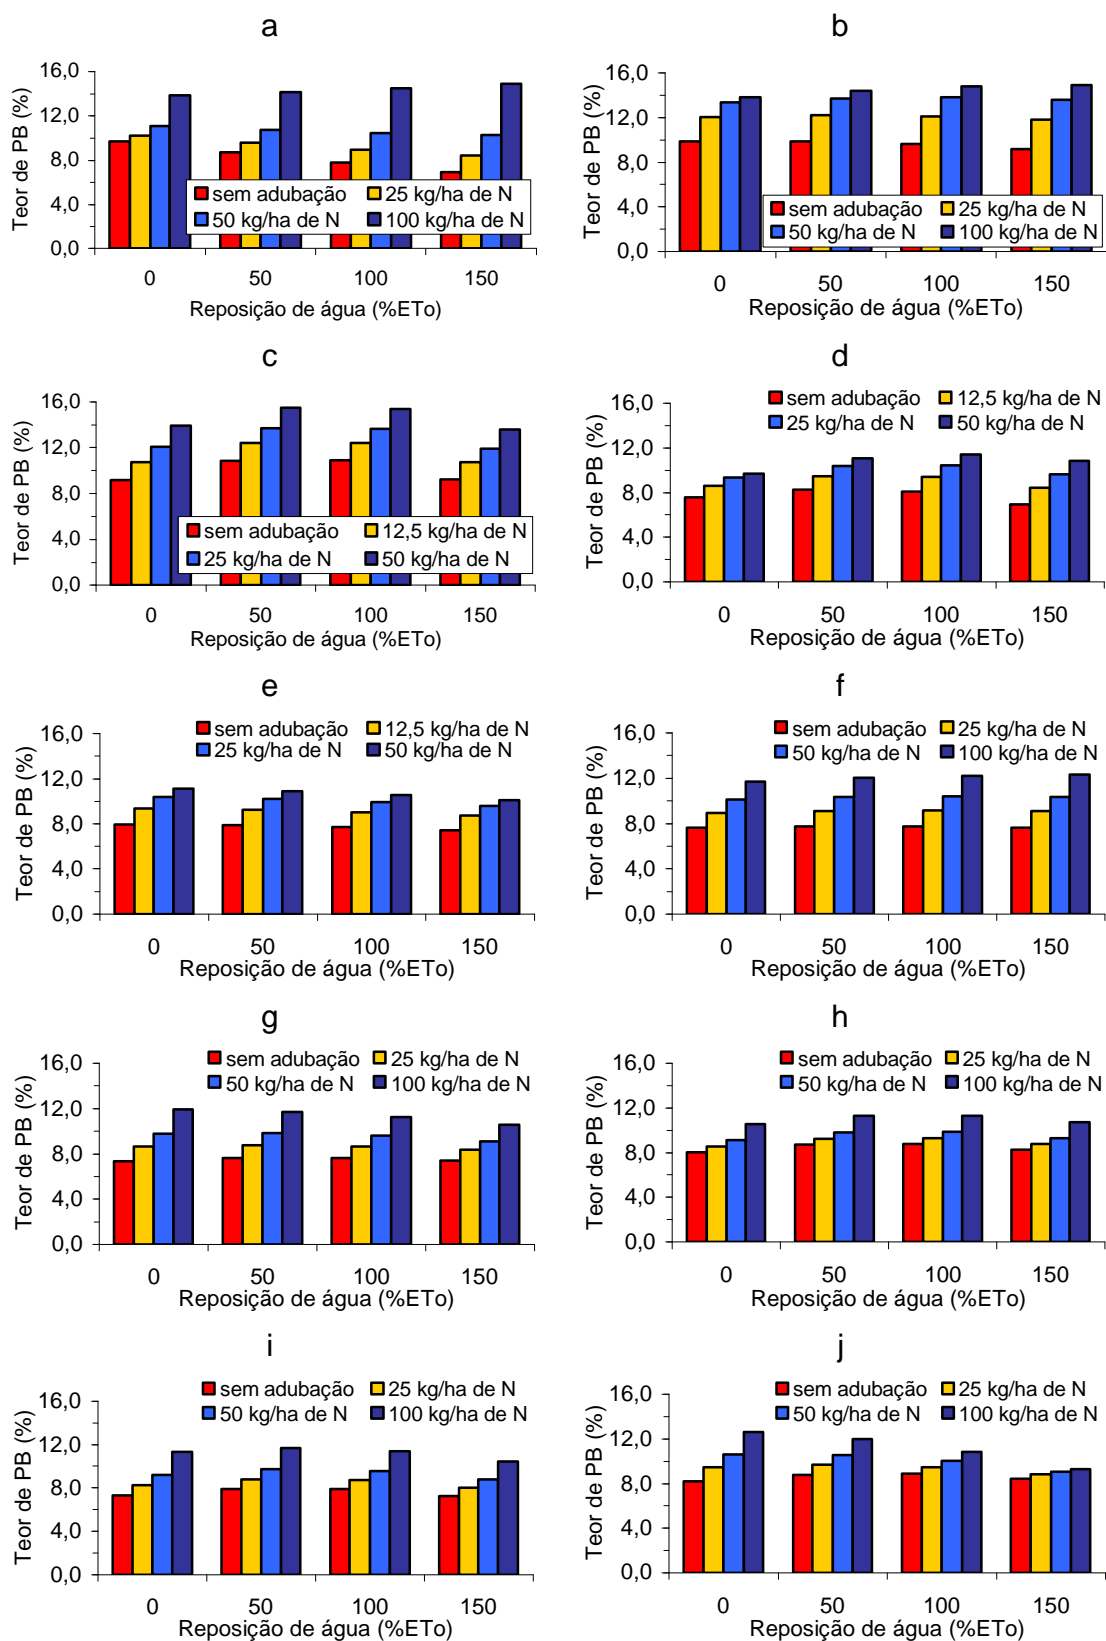 a
Teor de PB (%)
16,0
12,0
8,0
4,0
0,0
sem adubação 25 kg/ha de N
50 kg/ha de N 100 kg/ha de N
0 50 100 150
Reposição de água (%ETo)
b
Teor de PB (%)
16,0
12,0
8,0
4,0
0,0
sem adubação 25 kg/ha de N
50 kg/ha de N 100 kg/ha de N
0 50 100 150
Reposição de água (%ETo)
c
Teor de PB (%)
16,0
12,0
8,0
4,0
0,0
sem adubação 12,5 kg/ha de N
25 kg/ha de N 50 kg/ha de N
0 50 100 150
Reposição de água (%ETo)
d
sem adubação 12,5 kg/ha de N
25 kg/ha de N 50 kg/ha de N
Teor de PB (%)
16,0
12,0
8,0
4,0
0,0
0 50 100 150
Reposição de água (%ETo)
e
sem adubação 12,5 kg/ha de N
25 kg/ha de N 50 kg/ha de N
Teor de PB (%)
16,0
12,0
8,0
4,0
0,0
0 50 100 150
Reposição de água (%ETo)
f
sem adubação 25 kg/ha de N
50 kg/ha de N 100 kg/ha de N
Teor de PB (%)
16,0
12,0
8,0
4,0
0,0
0 50 100 150
Reposição de água (%ETo)
g
sem adubação 25 kg/ha de N
50 kg/ha de N 100 kg/ha de N
Teor de PB (%)
16,0
12,0
8,0
4,0
0,0
0 50 100 150
Reposição de água (%ETo)
h
sem adubação 25 kg/ha de N
50 kg/ha de N 100 kg/ha de N
Teor de PB (%)
16,0
12,0
8,0
4,0
0,0
0 50 100 150
Reposição de água (%ETo)
i
sem adubação 25 kg/ha de N
50 kg/ha de N 100 kg/ha de N
Teor de PB (%)
16,0
12,0
8,0
4,0
0,0
0 50 100 150
Reposição de água (%ETo)
j
sem adubação 25 kg/ha de N
50 kg/ha de N 100 kg/ha de N
Teor de PB (%)
16,0
12,0
8,0
4,0
0,0
0 50 100 150
Reposição de água (%ETo)